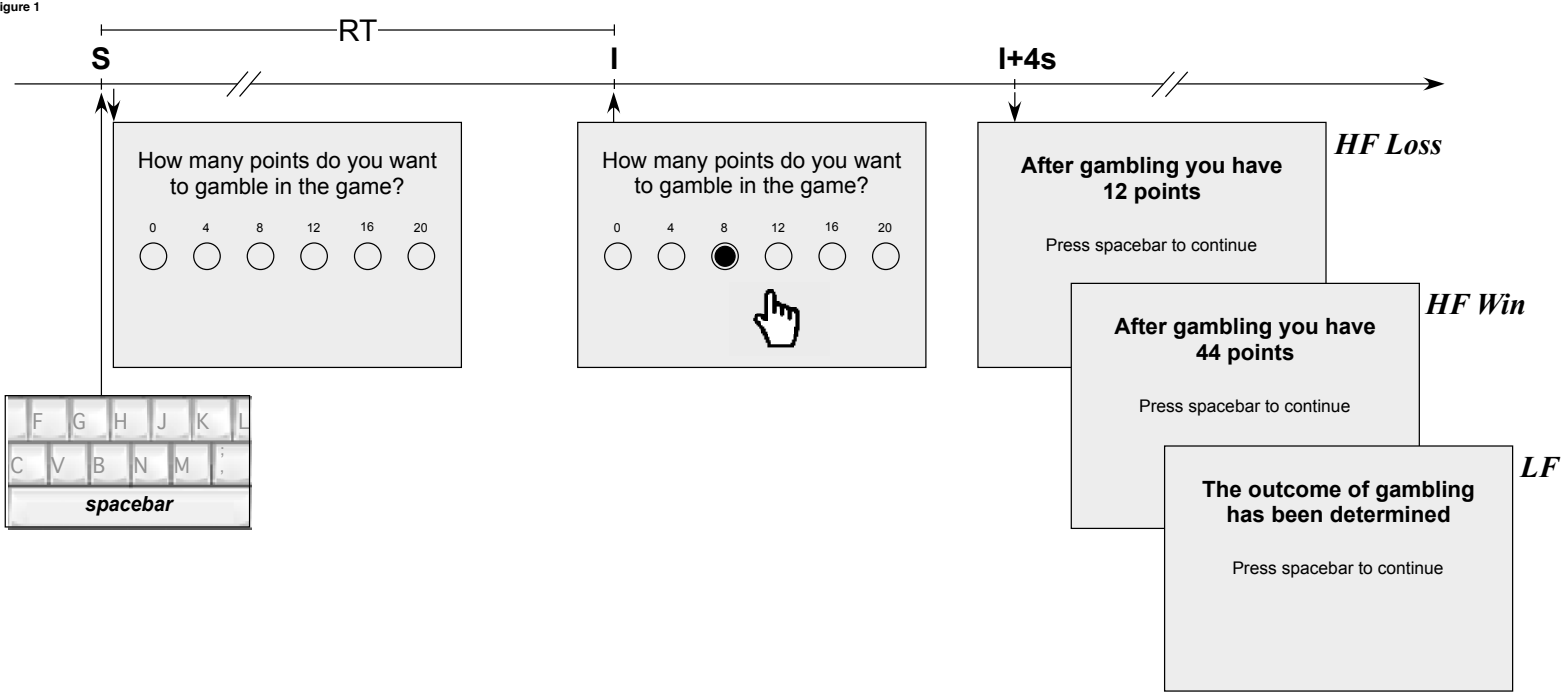 igure 1
RT
S
I
I+4s
How many points do you want
to gamble in the game?
0 4 8 12 16 20
How many points do you want
to gamble in the game?
0 4 8 12 16 20
After gambling you have
12 points
Press spacebar to continue
HF Loss
After gambling you have
44 points
Press spacebar to continue
HF Win
The outcome of gambling
has been determined
Press spacebar to continue
LF
F G H J K L
C V B N M ; ,
spacebar